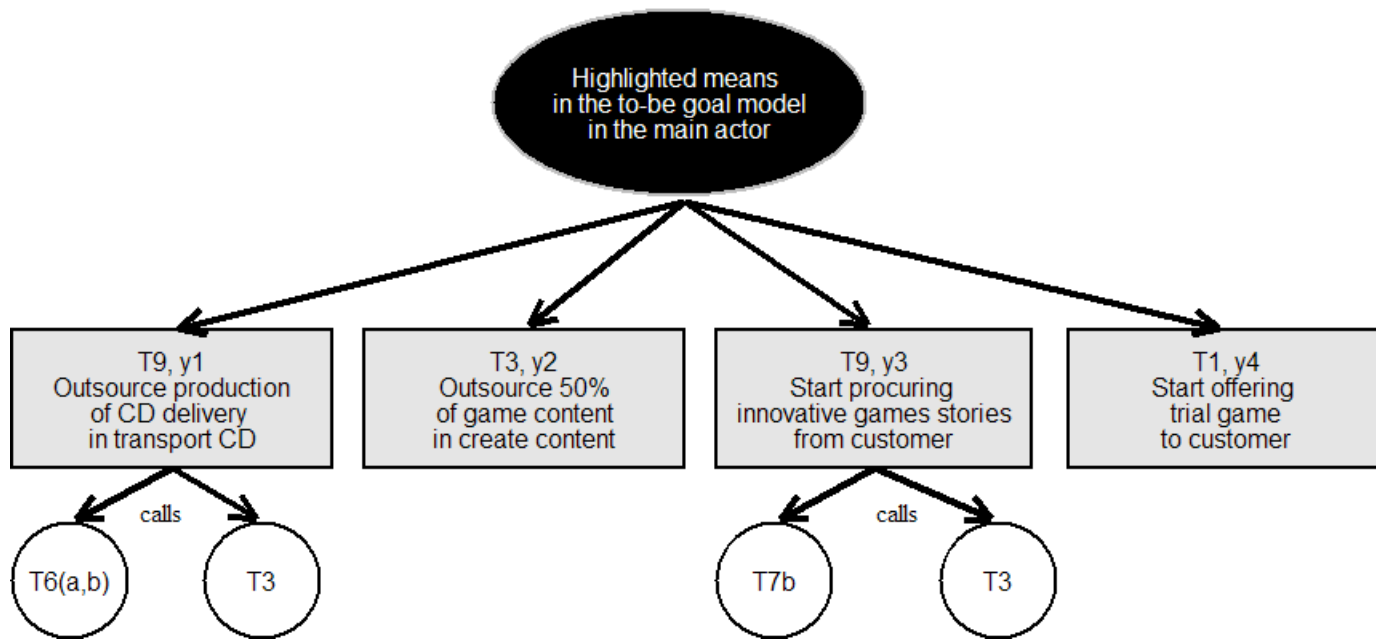 Highlighted means
in the to-be goal model
in the main actor
T9, y1
Outsource production
of CD delivery
in transport CD
T3, y2
Outsource 50%
of game content
in create content
T9, y3
Start procuring
innovative games stories
from customer
T1, y4
Start offering
trial game
to customer
calls
T6(a,b)
T3
calls
T7b
T3